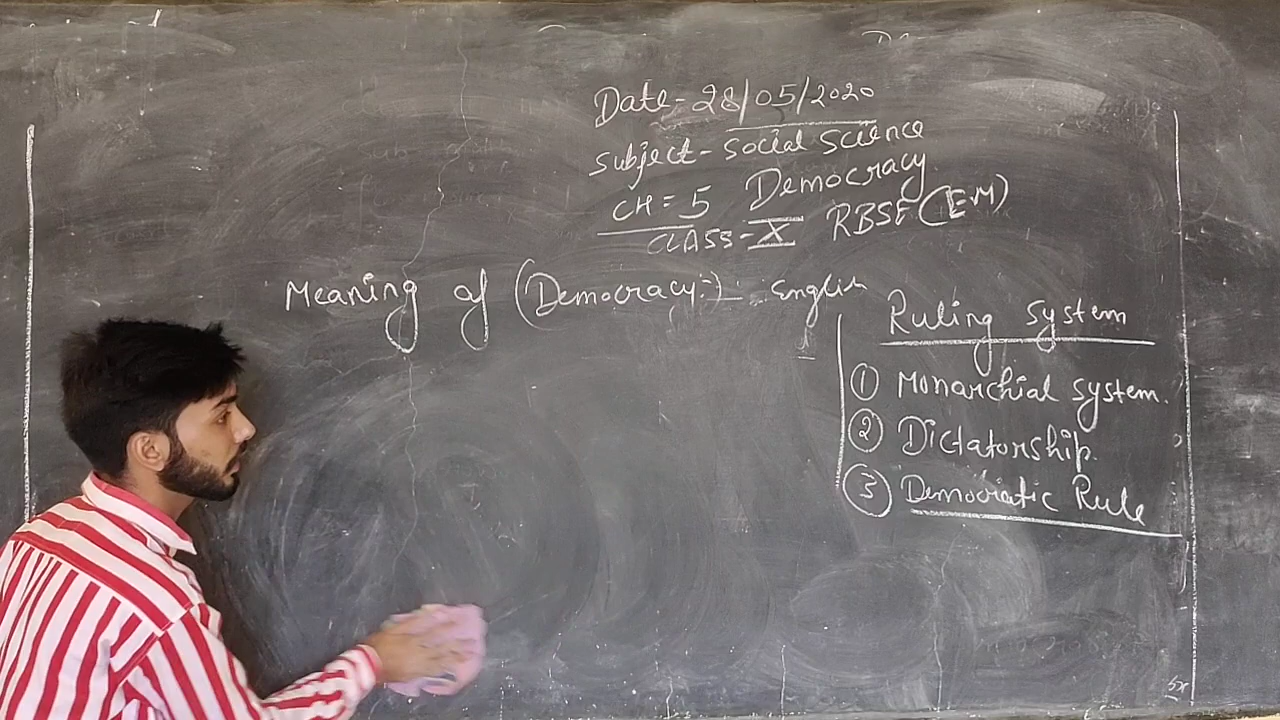 Date - 28/05/2020
Subject - Social Science
CH = 5 Democracy
CLASS - X RBSE (E.M)
Meaning of (Democracy:-) English
Ruling system
① Monarchial system.
② Dictatorship.
③ Democratic Rule